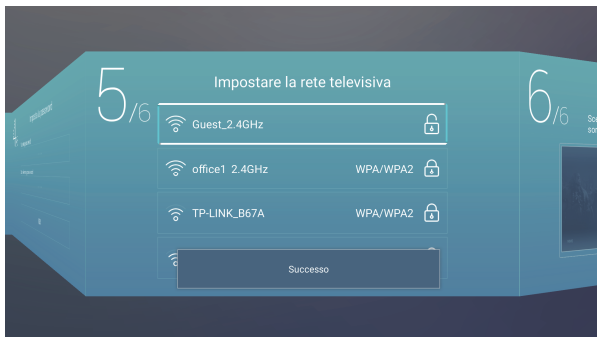 5/6
Impostare la rete televisiva
Guest_2.4GHz
office1 2.4GHz WPA/WPA2
TP-LINK_B67A WPA/WPA2
Successo
6/6